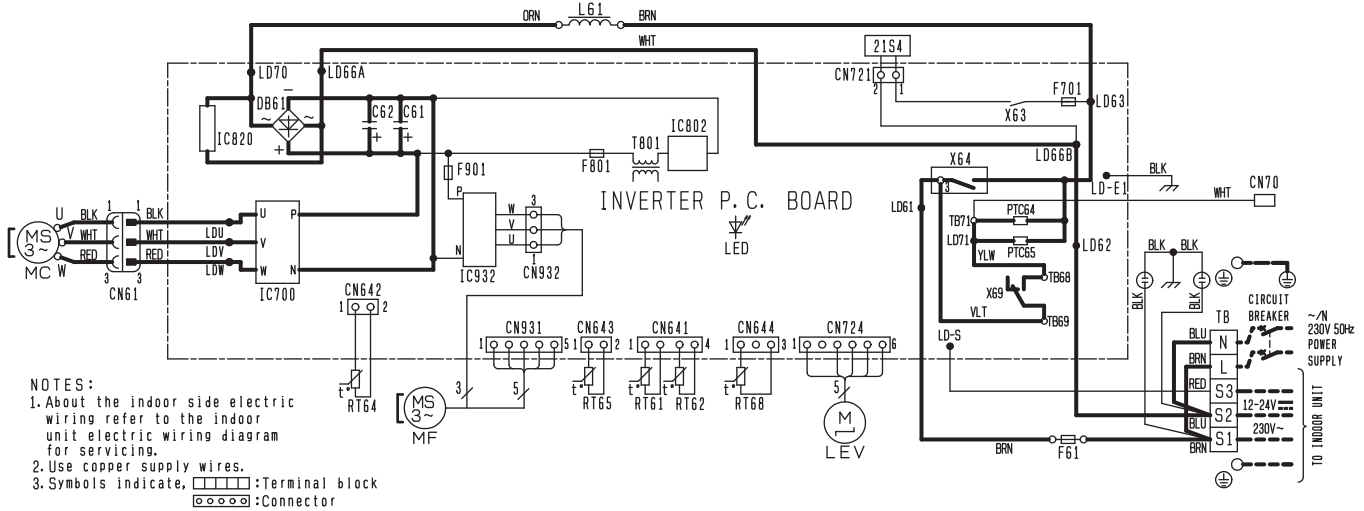 ORN L61 BRN
WHT
21S4
CN721
2 1
LD70 LD66A
F701
LD63
X63
DB61
~ ~
− +
IC820
C62 C61
+ +
T801 IC802
F801
F901
LD66B
X64
3
LD-E1
BLK
CN70
WHT
INVERTER P. C. BOARD
LED
LD61
TB71 PTC64
LD71 PTC65
YLW
LD62
X69
TB68
VLT
TB69
LD-S
U BLK 1 1 BLK
V WHT WHT
W RED 3 3 RED
MS
3~
MC
CN61
LDU
LDV
LDW
U P
V
W N
IC700
P
N
IC932
W 3
V
U
1
CN932
CN642
1 2
t°
RT64
3
MS
3~
MF
CN931
1 5
5
CN643
1 2
t°
RT65
CN641
1 4
t° t°
RT61 RT62
CN644
1 3
t°
RT68
CN724
1 6
5
M
LEV
BLK BLK
BLK BLK
CIRCUIT
BREAKER
~/N
230V 50Hz
POWER
SUPPLY
TB
BLU N
BRN L
RED S3
S2
BLU
S1
BRN
12-24V
230V~
TO INDOOR UNIT
BRN F61
NOTES:
1. About the indoor side electric
wiring refer to the indoor
unit electric wiring diagram
for servicing.
2. Use copper supply wires.
3. Symbols indicate, :Terminal block
:Connector